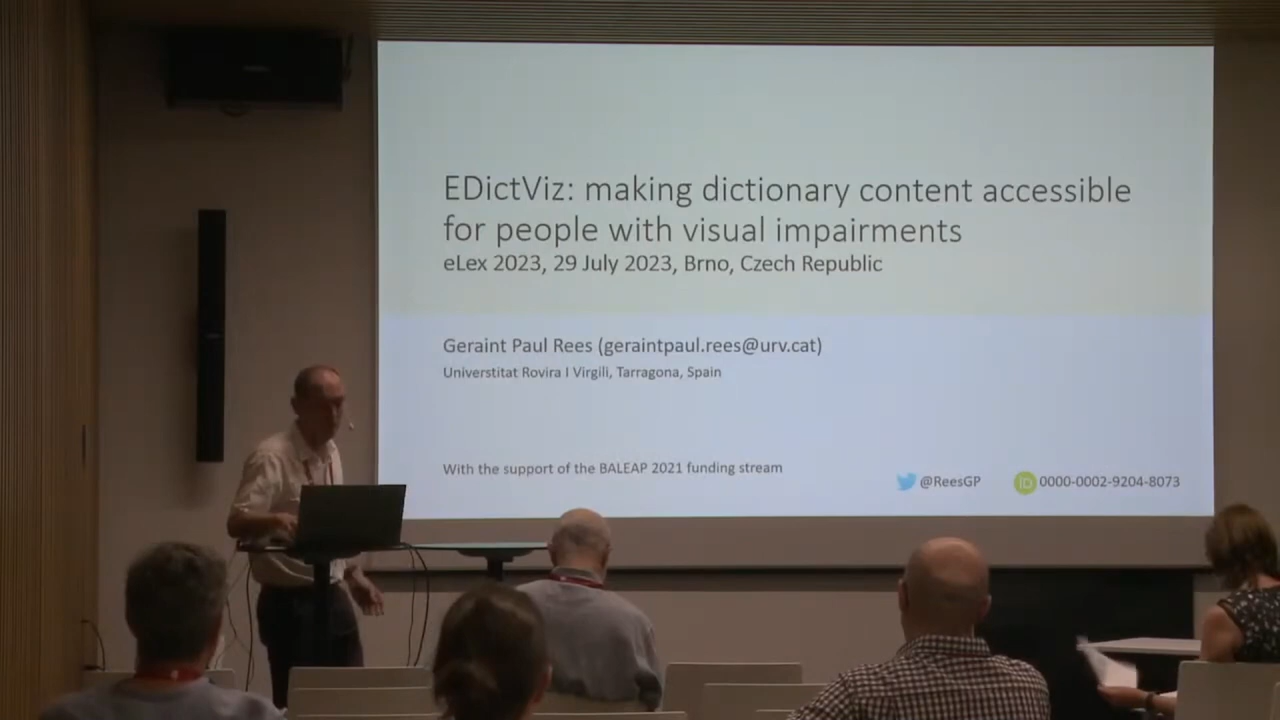 EDictViz: making dictionary content accessible
for people with visual impairments
eLex 2023, 29 July 2023, Brno, Czech Republic
Geraint Paul Rees (geraintpaul.rees@urv.cat)
Universtitat Rovira I Virgili, Tarragona, Spain
With the support of the BALEAP 2021 funding stream
@ReesGP
iD 0000-0002-9204-8073